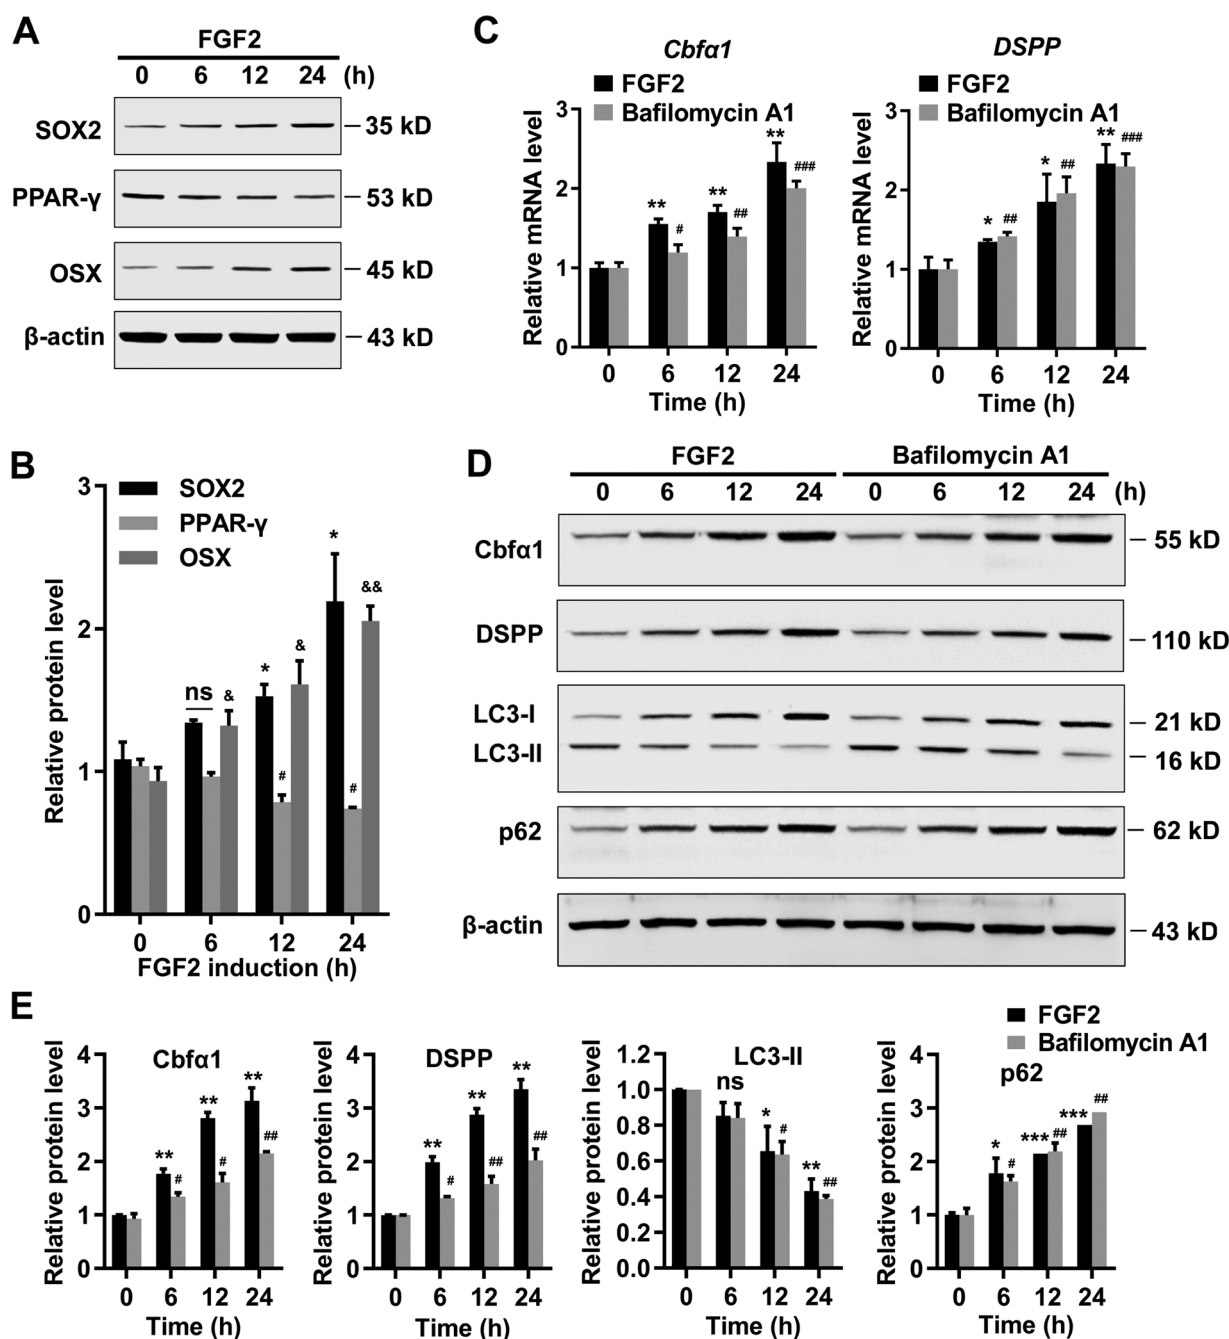 A
FGF2
0 6 12 24 (h)
SOX2 35 kD
PPAR-γ 53 kD
OSX 45 kD
β-actin 43 kD
B
3
2
1
0
Relative protein level
SOX2
PPAR-γ
OSX
ns & * # & * # &&
0 6 12 24
FGF2 induction (h)
C
Cbfα1
FGF2
Bafilomycin A1
3
2
1
0
Relative mRNA level
** # ** ## ** ###
0 6 12 24
Time (h)
DSPP
FGF2
Bafilomycin A1
3
2
1
0
Relative mRNA level
* ## * ## ** ###
0 6 12 24
Time (h)
D
FGF2 Bafilomycin A1
0 6 12 24 0 6 12 24 (h)
Cbfα1 55 kD
DSPP 110 kD
LC3-I 21 kD
LC3-II 16 kD
p62 62 kD
β-actin 43 kD
E
FGF2
Bafilomycin A1
Cbfα1
4
3
2
1
0
Relative protein level
** # ** # ** ##
0 6 12 24
Time (h)
DSPP
4
3
2
1
0
Relative protein level
** # ** ## ** ##
0 6 12 24
Time (h)
LC3-II
1.2
1.0
0.8
0.6
0.4
0.2
0.0
Relative protein level
ns * # ** ##
0 6 12 24
Time (h)
p62
4
3
2
1
0
Relative protein level
* # *** ## *** ##
0 6 12 24
Time (h)